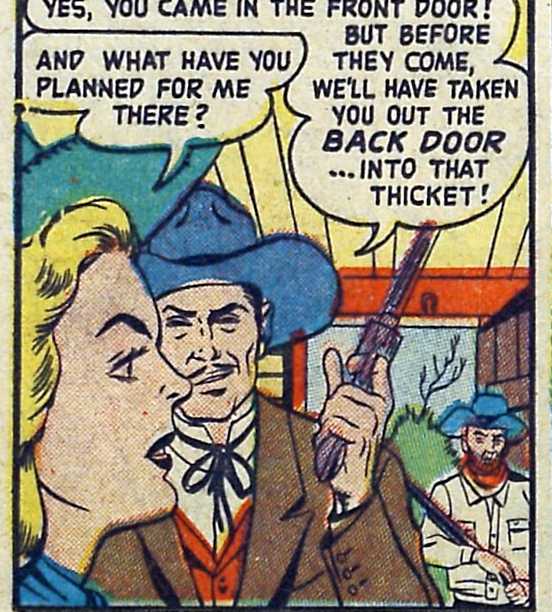 YES, YOU CAME IN THE FRONT DOOR!
BUT BEFORE
THEY COME,
WE'LL HAVE TAKEN
YOU OUT THE
BACK DOOR
...INTO THAT
THICKET!
AND WHAT HAVE YOU
PLANNED FOR ME
THERE?